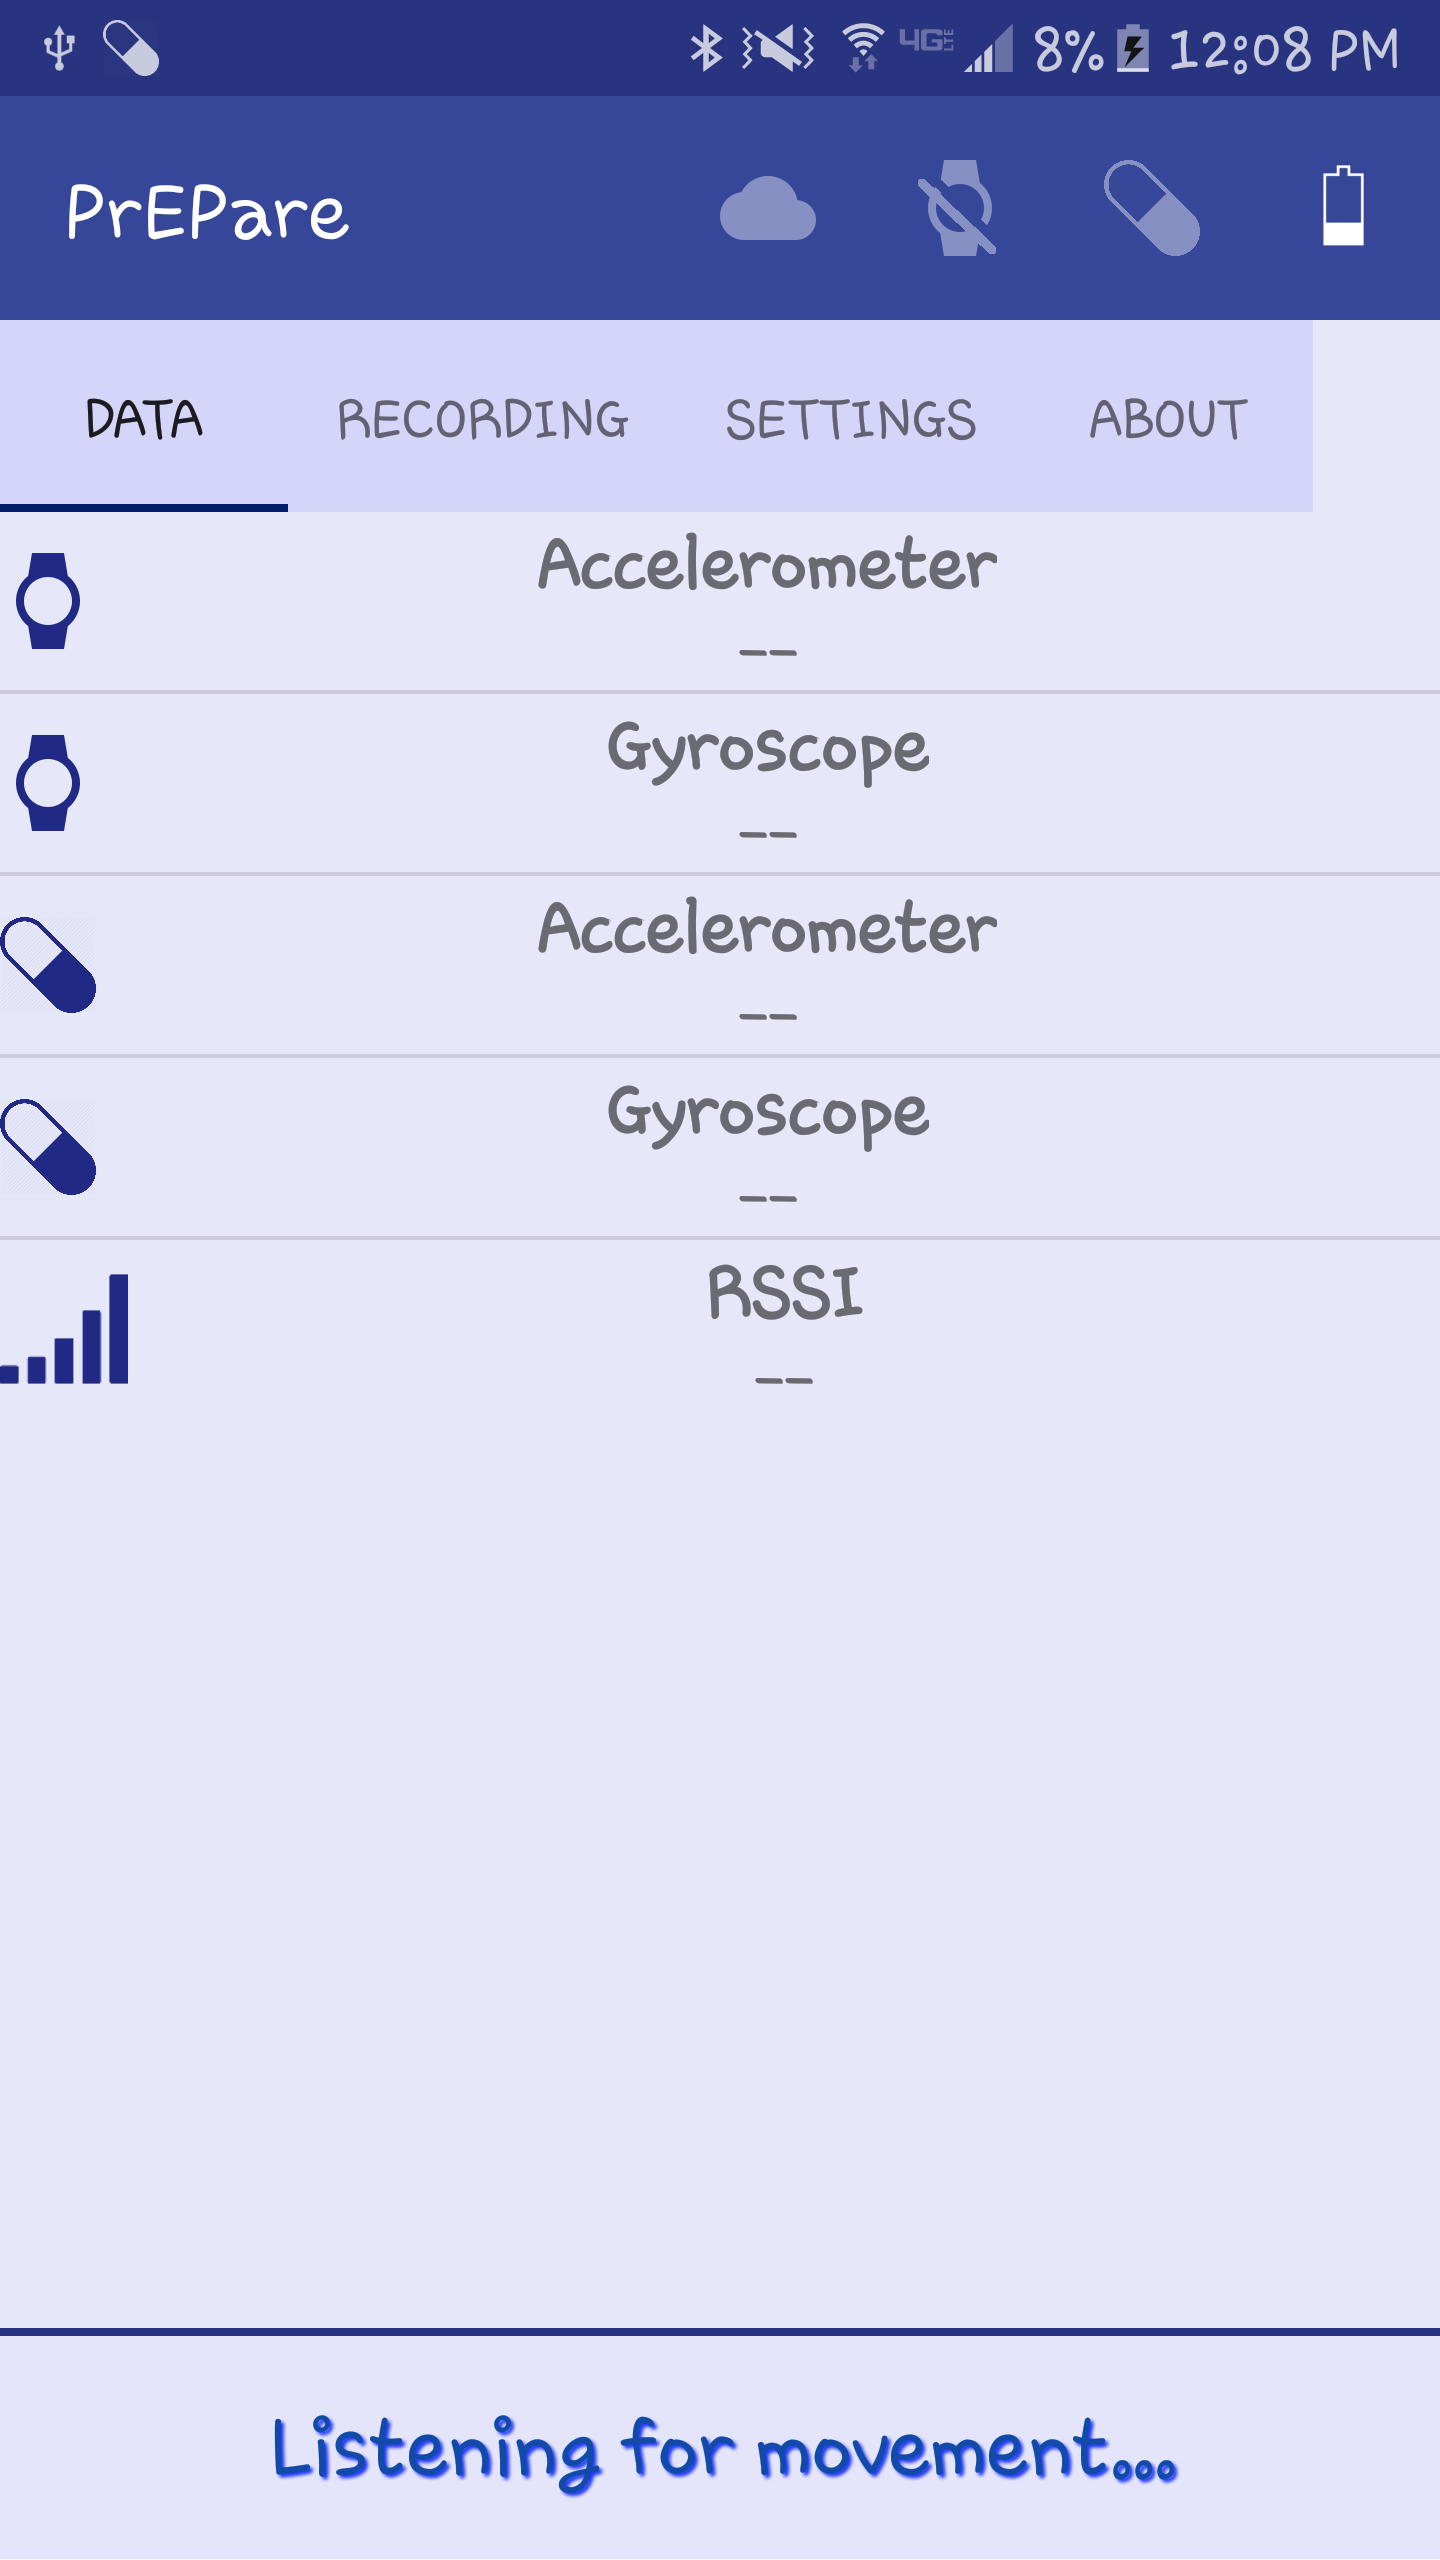 4G LTE 8% 12:08 PM
PrEPare
DATA RECORDING SETTINGS ABOUT
Accelerometer
--
Gyroscope
--
Accelerometer
--
Gyroscope
--
RSSI
--
Listening for movement...